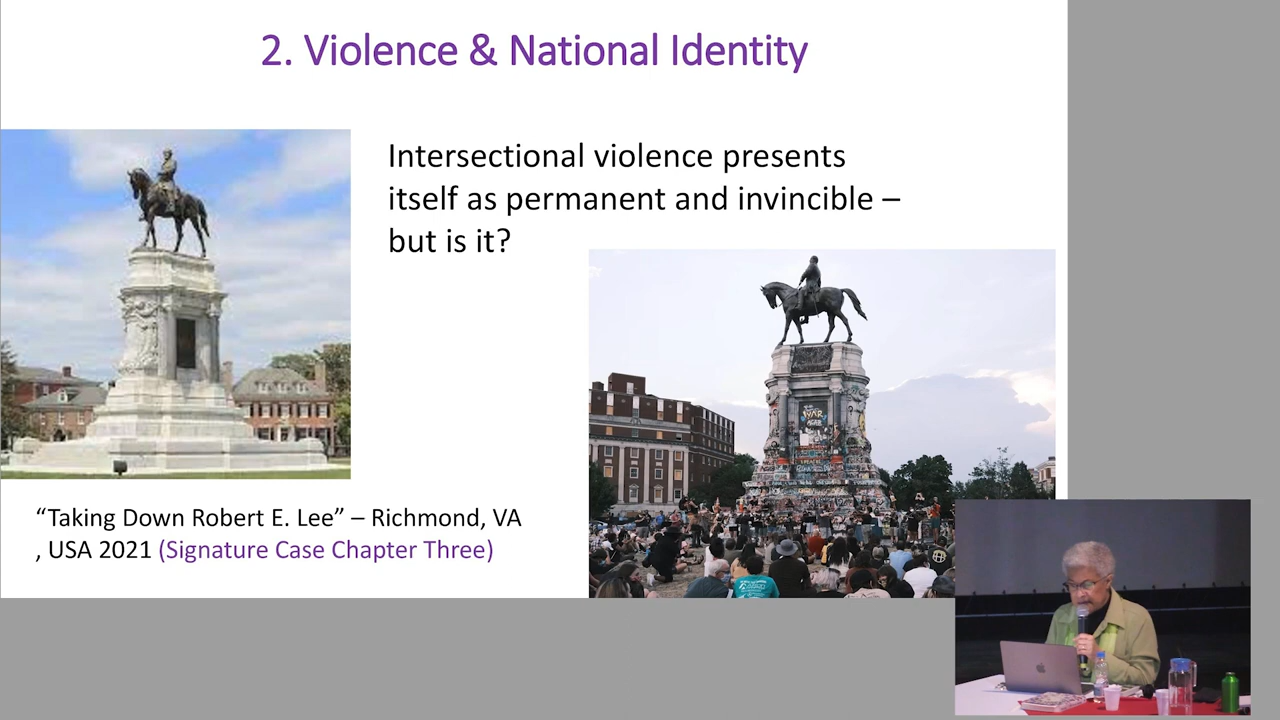 2. Violence & National Identity
Intersectional violence presents
itself as permanent and invincible –
but is it?
“Taking Down Robert E. Lee” – Richmond, VA
, USA 2021 (Signature Case Chapter Three)